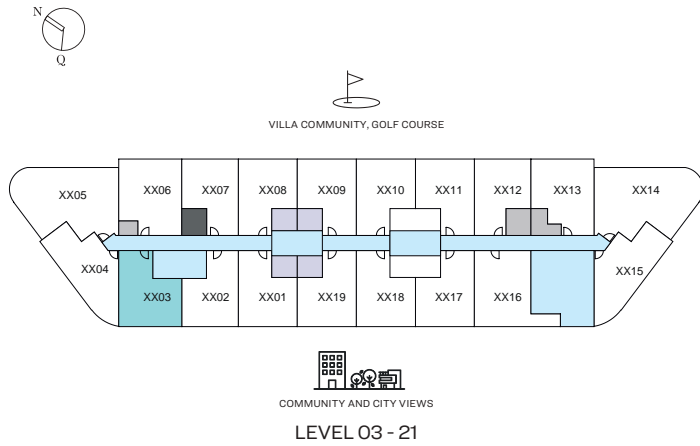 N
Q
VILLA COMMUNITY, GOLF COURSE
XX05 XX06 XX07 XX08 XX09 XX10 XX11 XX12 XX13 XX14
XX04 XX03 XX02 XX01 XX19 XX18 XX17 XX16 XX15
COMMUNITY AND CITY VIEWS
LEVEL 03 - 21